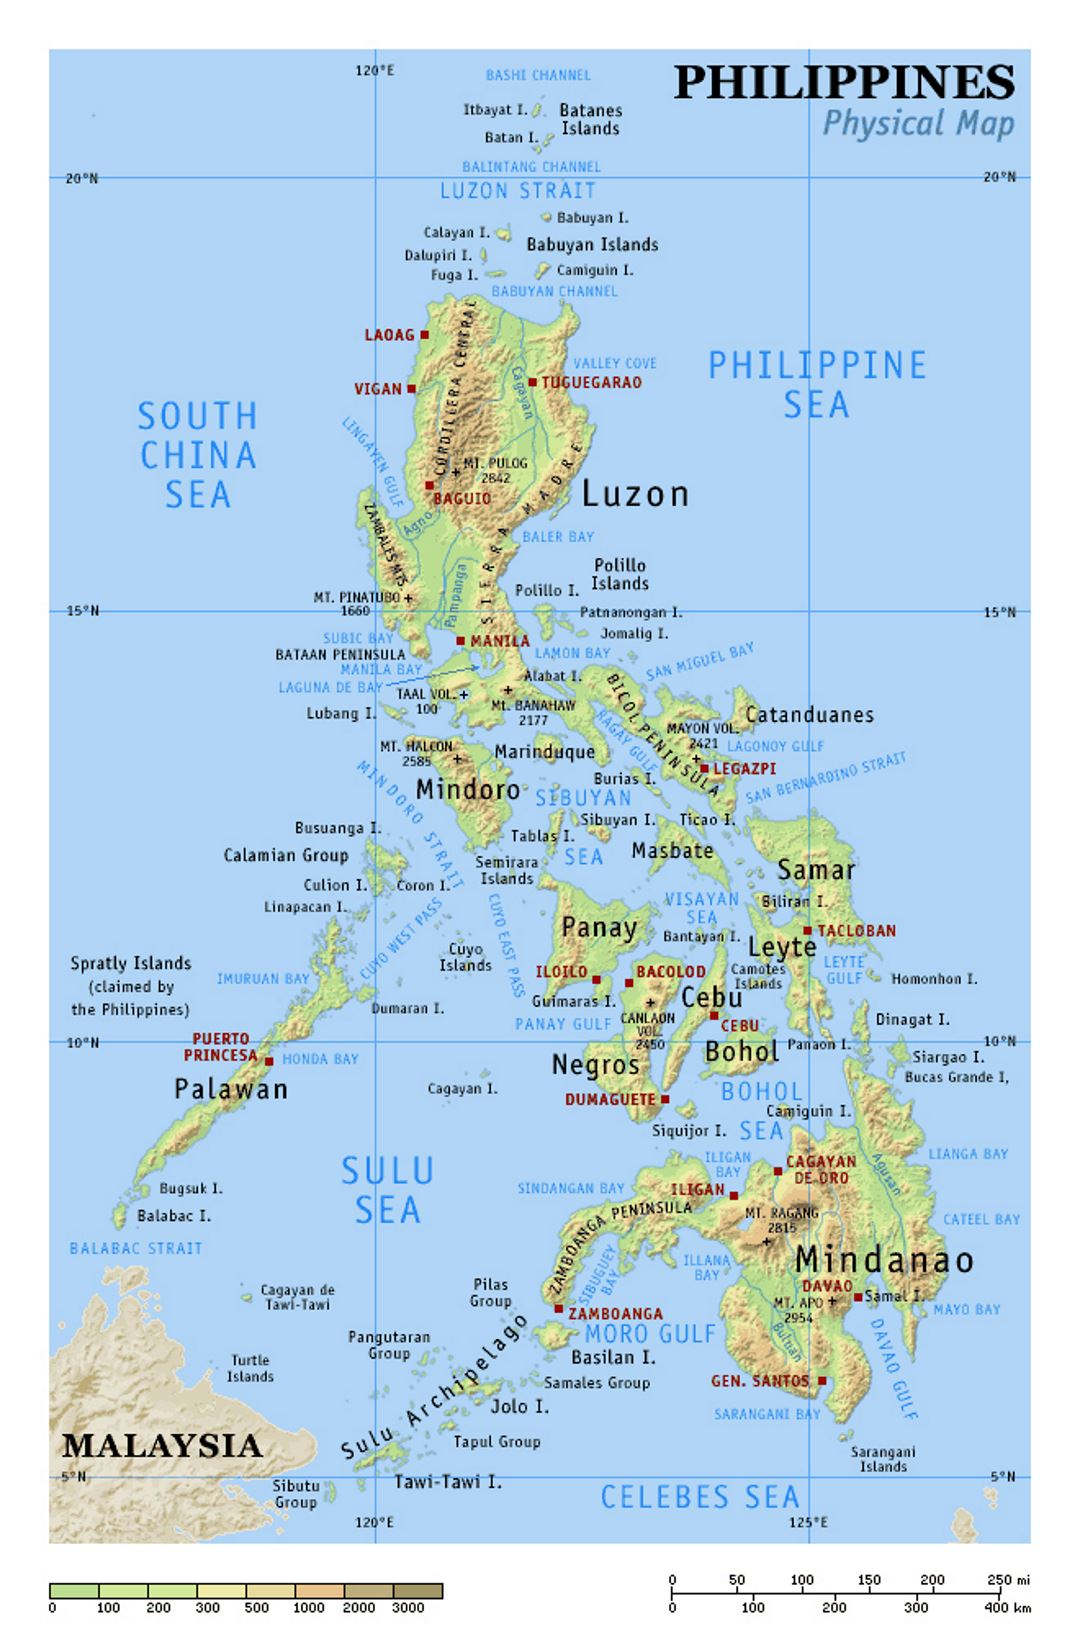 PHILIPPINES
Physical Map
120°E
BASHI CHANNEL
Itbayat I.
Batanes
Islands
Batan I.
BALINTANG CHANNEL
20°N
20°N
LUZON STRAIT
Babuyan I.
Calayan I.
Babuyan Islands
Dalupiri I.
Fuga I.
Camiguin I.
BABUYAN CHANNEL
LAOAG
CORDILLERA CENTRAL
VALLEY COVE
PHILIPPINE
SEA
VIGAN
Cagayan
TUGUEGARAO
SOUTH
CHINA
SEA
LINGAYEN GULF
MT. PULOG
2842
BAGUIO
SIERRA MADRE
Luzon
ZAMBALES MTS.
Agno
BALER BAY
Polillo
Islands
MT. PINATUBO
1660
Pampanga
Polillo I.
15°N
15°N
Patnanongan I.
Jomalig I.
SUBIC BAY
MANILA
BATAAN PENINSULA
LAMON BAY
SAN MIGUEL BAY
MANILA BAY
Alabat I.
LAGUNA DE BAY
TAAL VOL.
100
Mt. BANAHAW
2177
BICOL PENINSULA
Lubang I.
Catanduanes
RAGAY GULF
MAYON VOL.
2421
LAGONOY GULF
MT. HALCON
2585
Marinduque
LEGAZPI
Mindoro
Burias I.
SAN BERNARDINO STRAIT
MINDORO STRAIT
SIBUYAN
SEA
Sibuyan I.
Ticao I.
Busuanga I.
Tablas I.
Calamian Group
Semirara
Islands
Masbate
Samar
Culion I.
Coron I.
Linapacan I.
CUYO WEST PASS
CUYO EAST PASS
VISAYAN
SEA
Biliran I.
Panay
Bantayan I.
TACLOBAN
Leyte
Spratly Islands
(claimed by
the Philippines)
IMURUAN BAY
Cuyo
Islands
ILOILO
BACOLOD
Camotes
Islands
LEYTE
GULF
Homonhon I.
Dumaran I.
Guimaras I.
Cebu
CANLAON
VOL.
2450
CEBU
PANAY GULF
Dinagat I.
PUERTO
PRINCESA
10°N
10°N
HONDA BAY
Negros
Bohol
Panaon I.
Siargao I.
Bucas Grande I,
Palawan
Cagayan I.
DUMAGUETE
BOHOL
SEA
Camiguin I.
Siquijor I.
SULU
SEA
ILIGAN
BAY
CAGAYAN
DE ORO
LIANGA BAY
Agusan
Bugsuk I.
SINDANGAN BAY
ILIGAN
Balabac I.
ZAMBOANGA PENINSULA
MT. RAGANG
2815
CATEEL BAY
BALABAC STRAIT
SIBUGUEY
BAY
ILLANA
BAY
Mindanao
Cagayan de
Tawi-Tawi
Pilas
Group
DAVAO
Samal I.
MT. APO
2954
MAYO BAY
ZAMBOANGA
MORO GULF
Buluan
DAVAO GULF
Pangutaran
Group
Sulu Archipelago
Basilan I.
Turtle
Islands
Samales Group
GEN. SANTOS
Jolo I.
SARANGANI BAY
MALAYSIA
Tapul Group
Sarangani
Islands
5°N
5°N
Sibutu
Group
Tawi-Tawi I.
CELEBES SEA
120°E
125°E
0 50 100 150 200 250 mi
0 100 200 300 400 km
0 100 200 300 500 1000 2000 3000